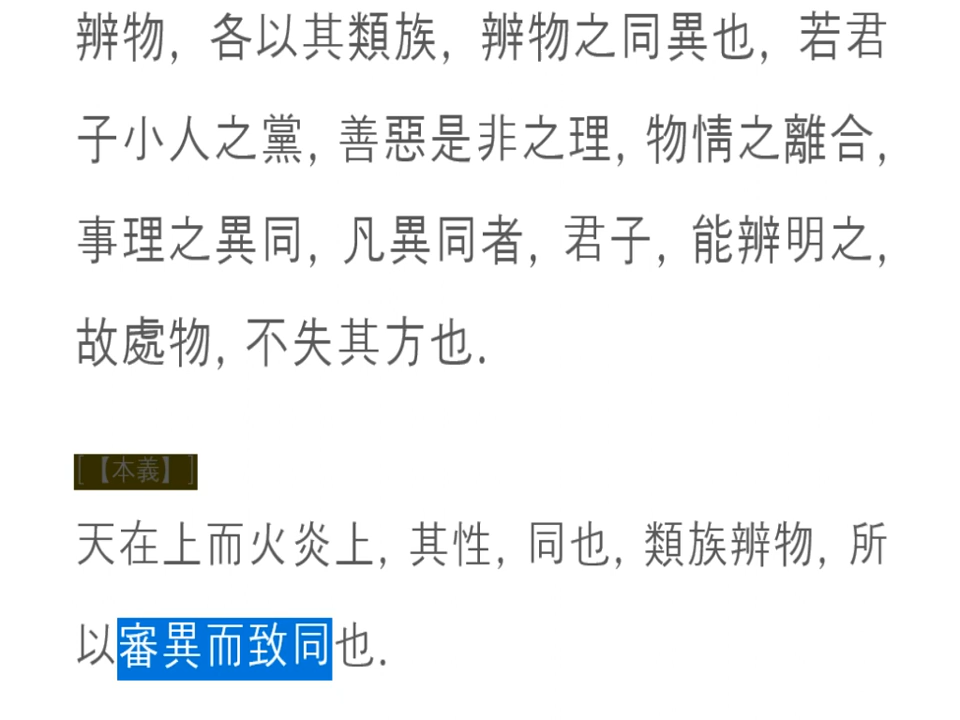 辨物, 各以其類族, 辨物之同異也, 若君
子小人之黨, 善惡是非之理, 物情之離合,
事理之異同, 凡異同者, 君子, 能辨明之,
故處物, 不失其方也.
[【本義】]
天在上而火炎上, 其性, 同也, 類族辨物, 所
以審異而致同也.